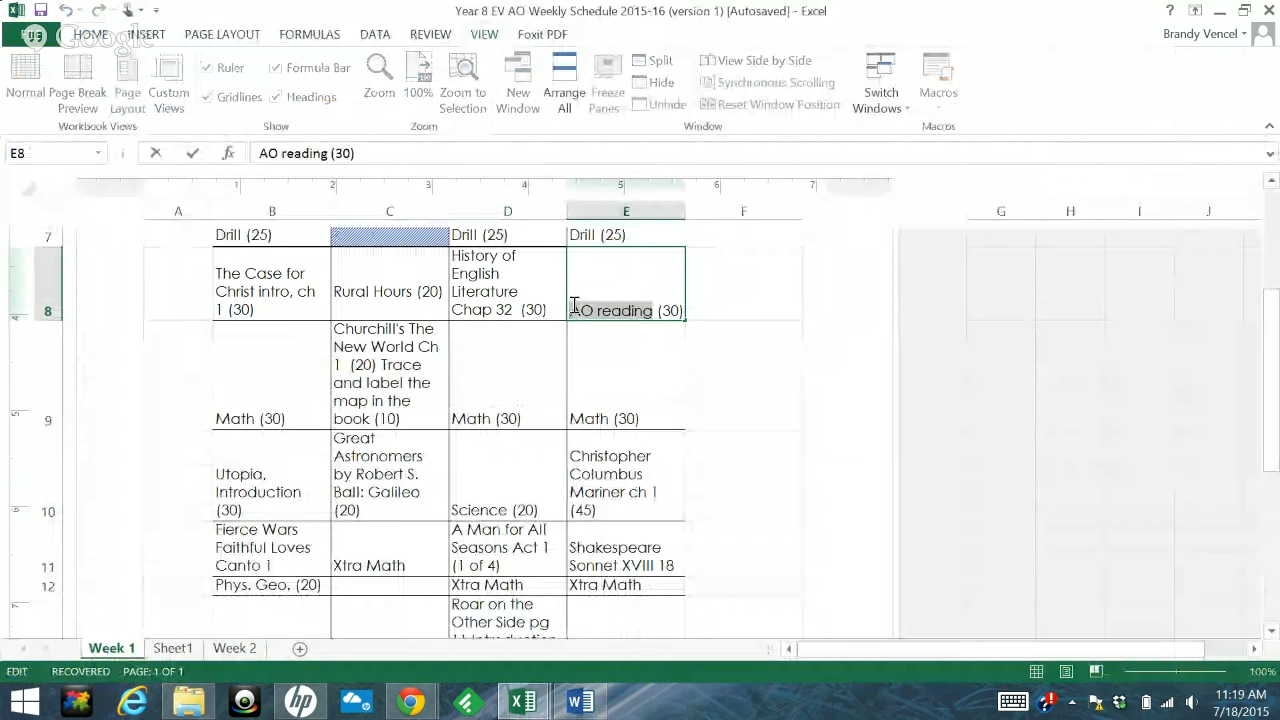 Year 8 EV AO Weekly Schedule 2015-16 (version 1) [Autosaved] - Excel
FILE HOME INSERT PAGE LAYOUT FORMULAS DATA REVIEW VIEW Foxit PDF
Brandy Vencel
Google
Normal Page Break Preview Page Layout Custom Views
Workbook Views
Ruler Formula Bar
Gridlines Headings
Show
Zoom 100% Zoom to Selection
Zoom
New Window Arrange All Freeze Panes
Split
Hide
Unhide
View Side by Side
Synchronous Scrolling
Reset Window Position
Switch Windows
Window
Macros
Macros
E8 fx AO reading (30)
1 2 3 4 5 6 7
A B C D E F G H I J
7 Drill (25) Drill (25) Drill (25)
8
The Case for
Christ intro, ch
1 (30)
Rural Hours (20)
History of
English
Literature
Chap 32 (30)
AO reading (30)
9
Math (30)
Churchill's The
New World Ch
1 (20) Trace
and label the
map in the
book (10)
Math (30)
Math (30)
10
Utopia,
Introduction
(30)
Great
Astronomers
by Robert S.
Ball: Galileo
(20)
Science (20)
Christopher
Columbus
Mariner ch 1
(45)
11
Fierce Wars
Faithful Loves
Canto 1
Xtra Math
A Man for All
Seasons Act 1
(1 of 4)
Shakespeare
Sonnet XVIII 18
12 Phys. Geo. (20) Xtra Math Xtra Math
Roar on the
Other Side pg
Week 1 Sheet1 Week 2
EDIT RECOVERED PAGE: 1 OF 1 100%
11:19 AM
7/18/2015